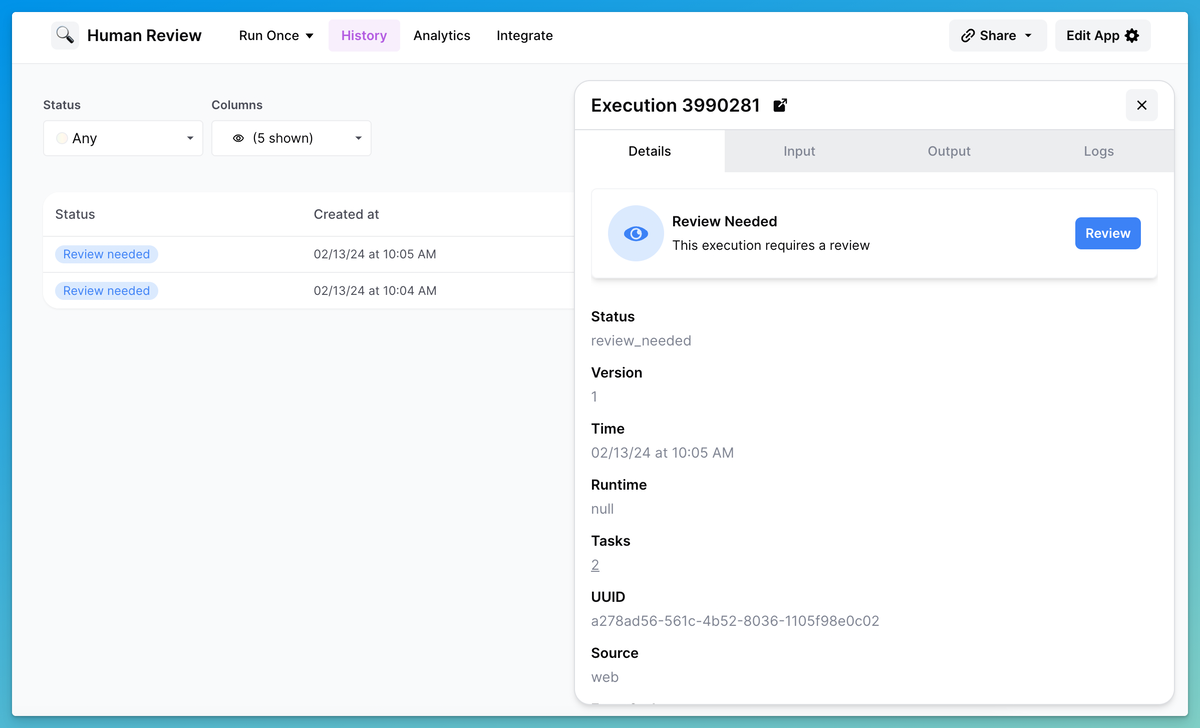 Human Review
Run Once
History
Analytics
Integrate
Share
Edit App
Status
Columns
Any
(5 shown)
Status
Created at
Review needed
02/13/24 at 10:05 AM
Review needed
02/13/24 at 10:04 AM
Execution 3990281
Details
Input
Output
Logs
Review Needed
This execution requires a review
Review
Status
review_needed
Version
1
Time
02/13/24 at 10:05 AM
Runtime
null
Tasks
2
UUID
a278ad56-561c-4b52-8036-1105f98e0c02
Source
web